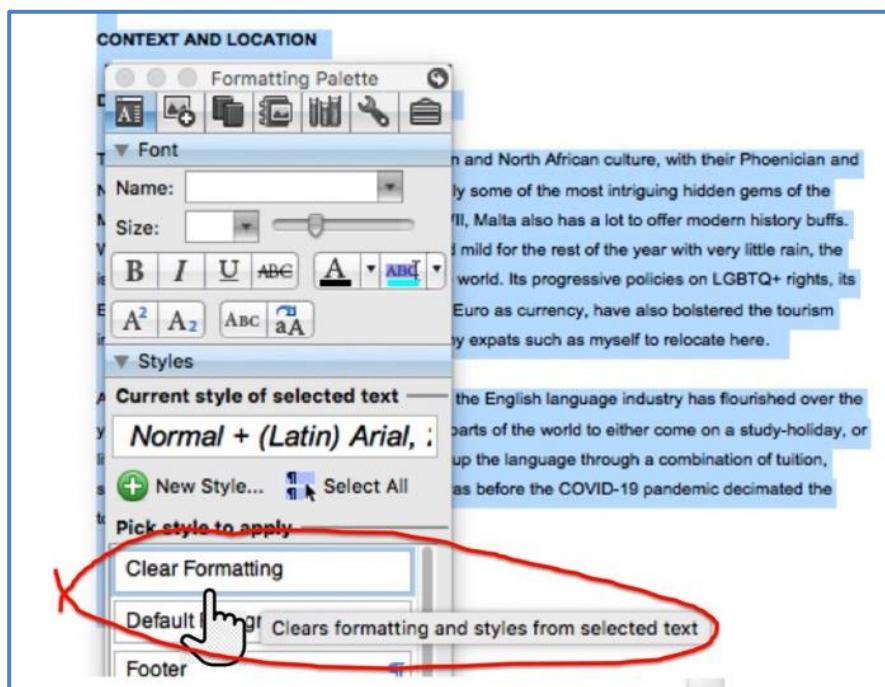 CONTEXT AND LOCATION
Formatting Palette
Font
n and North African culture, with their Phoenician and
Name:
ly some of the most intriguing hidden gems of the
Size:
II, Malta also has a lot to offer modern history buffs.
d mild for the rest of the year with very little rain, the
B I U ABC A ABC
world. Its progressive policies on LGBTQ+ rights, its
A² A₂ ABC aA
Euro as currency, have also bolstered the tourism
ny expats such as myself to relocate here.
Styles
Current style of selected text
the English language industry has flourished over the
Normal + (Latin) Arial, :
parts of the world to either come on a study-holiday, or
up the language through a combination of tuition,
New Style... Select All
as before the COVID-19 pandemic decimated the
Pick style to apply
Clear Formatting
Default
Clears formatting and styles from selected text
Footer